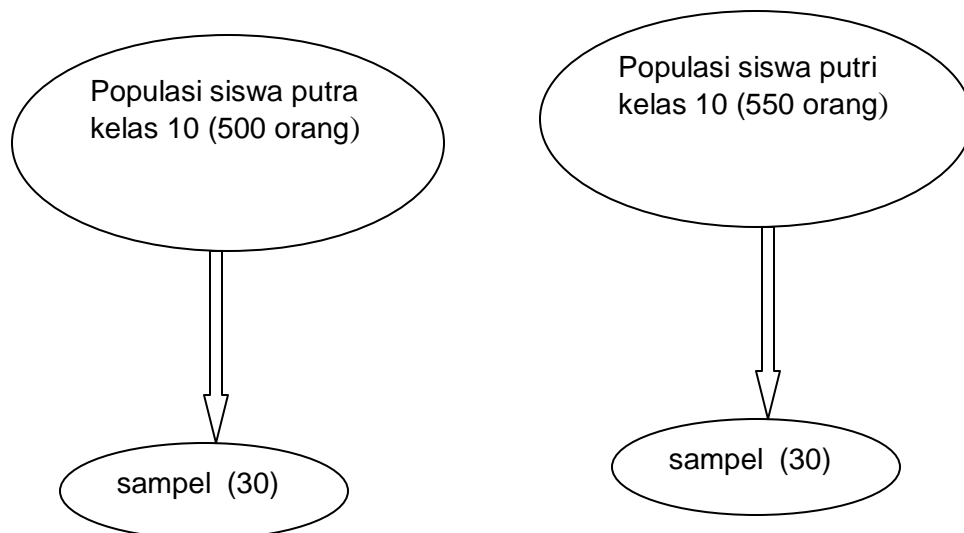 Populasi siswa putra
kelas 10 (500 orang)
Populasi siswa putri
kelas 10 (550 orang)
sampel (30)
sampel (30)